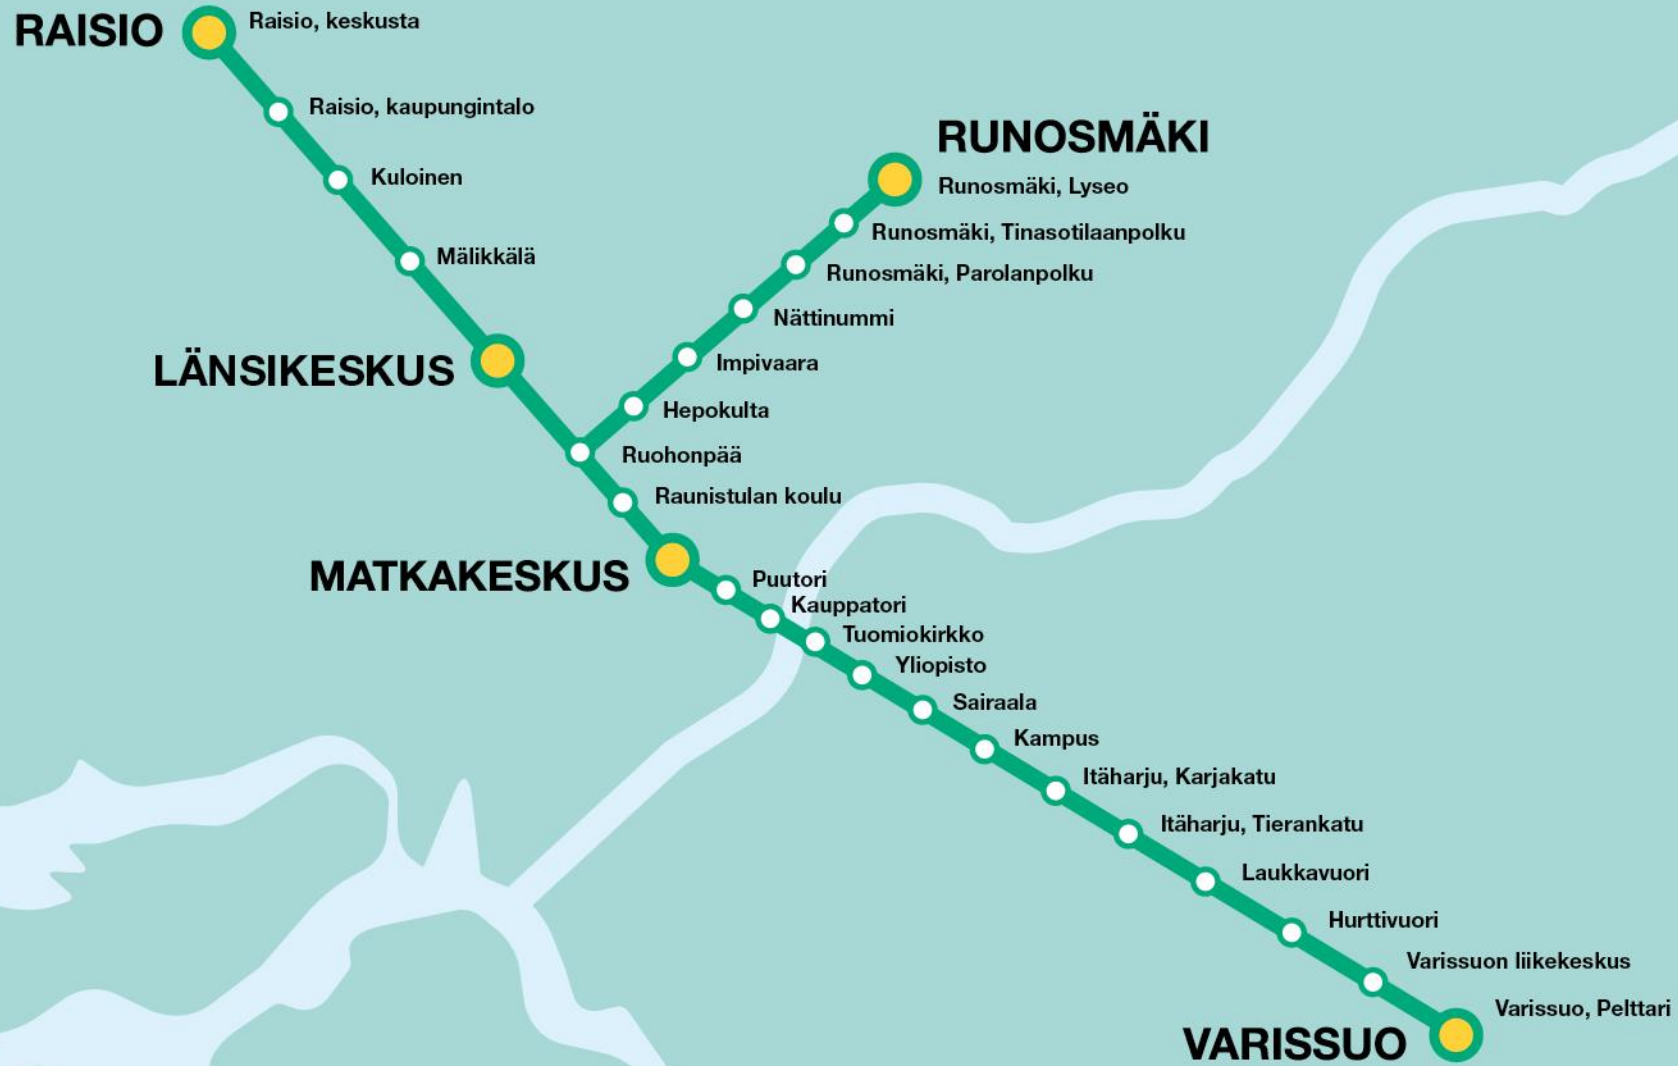 RAISIO
Raisio, keskusta
Raisio, kaupungintalo
Kuloinen
Mälikkälä
LÄNSIKESKUS
RUNOSMÄKI
Runosmäki, Lyseo
Runosmäki, Tinasotilaanpolku
Runosmäki, Parolanpolku
Nättinummi
Impivaara
Hepokulta
Ruohonpää
Raunistulan koulu
MATKAKESKUS
Puutori
Kauppatori
Tuomiokirkko
Yliopisto
Sairaala
Kampus
Itäharju, Karjakatu
Itäharju, Tierankatu
Laukkavuori
Hurttivuori
Varissuon liikekeskus
Varissuo, Pelttari
VARISSUO